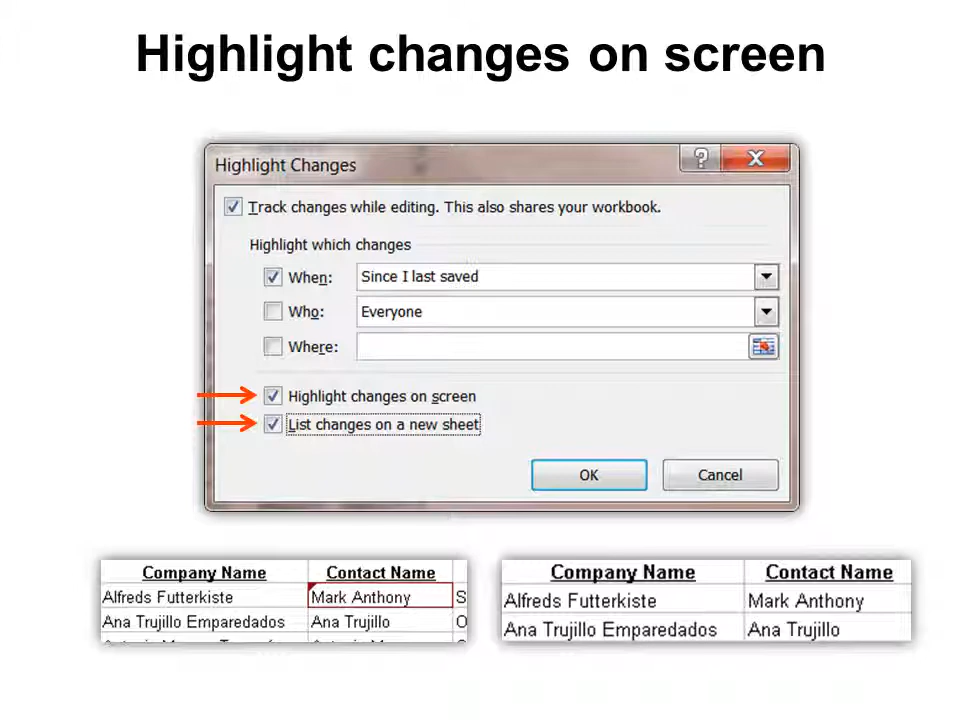 Highlight changes on screen
Highlight Changes
Track changes while editing. This also shares your workbook.
Highlight which changes
When: Since I last saved
Who: Everyone
Where:
Highlight changes on screen
List changes on a new sheet
OK Cancel
Company Name Contact Name
Alfreds Futterkiste Mark Anthony S
Ana Trujillo Emparedados Ana Trujillo O
Company Name Contact Name
Alfreds Futterkiste Mark Anthony
Ana Trujillo Emparedados Ana Trujillo